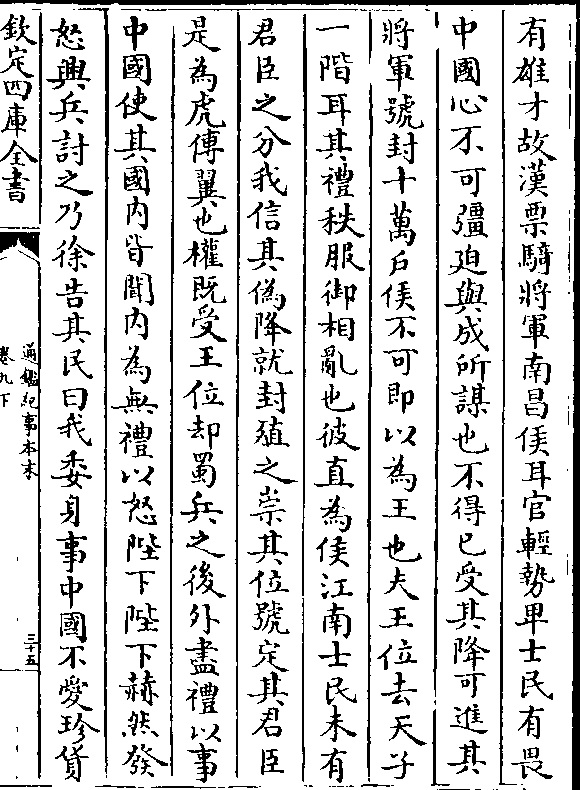 有雄才故漢票騎將軍南昌侯耳官輕勢卑士民有畏
中國心不可彊廹與成所謀也不得已受其降可進其
將軍號封十萬户侯不可即以為王也夫王位去天子
一階耳其禮秩服御相亂也彼直為侯江南士民未有
君臣之分我信其偽降就封殖之崇其位號定其君臣
是為虎傅翼也權既受王位却蜀兵之後外盡禮以事
中國使其國内皆聞内為無禮以怒陛下陛下赫然發
怒興兵討之乃徐告其民曰我委身事中國不愛珍貨
欽定四庫全書
通鑑紀事本末
卷九下
三十五